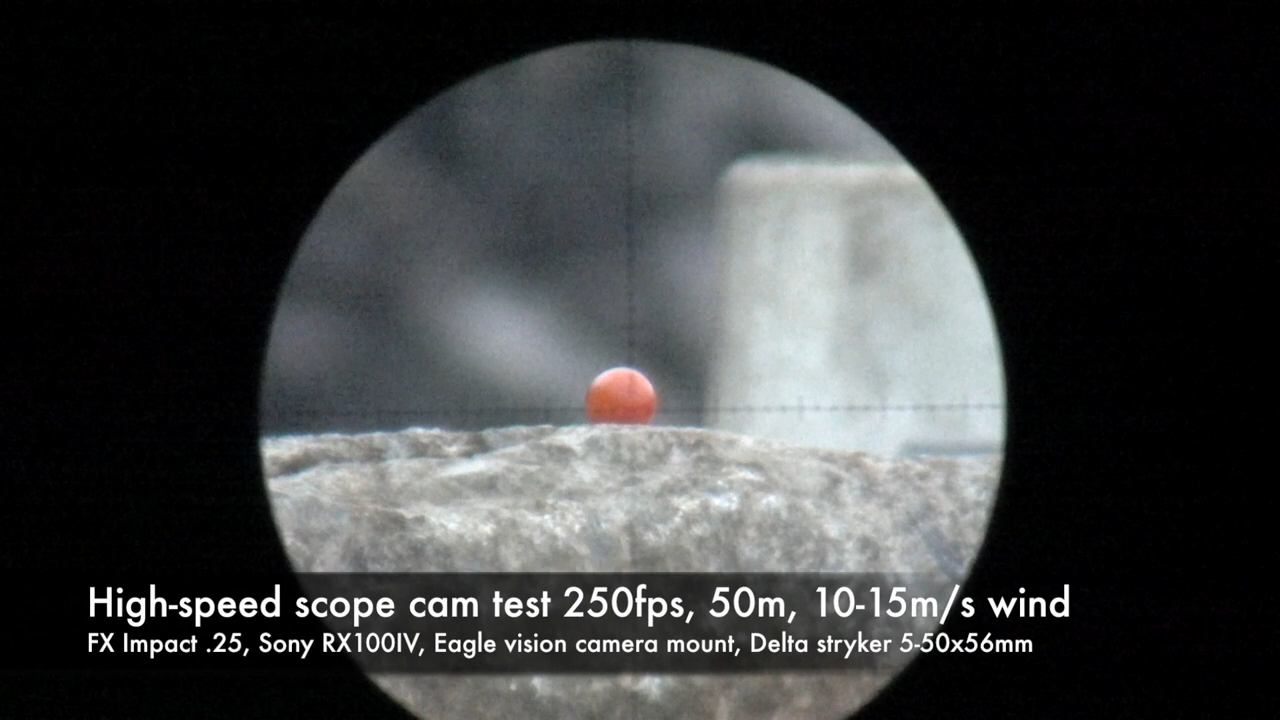 High-speed scope cam test 250fps, 50m, 10-15m/s wind
FX Impact .25, Sony RX100IV, Eagle vision camera mount, Delta stryker 5-50x56mm